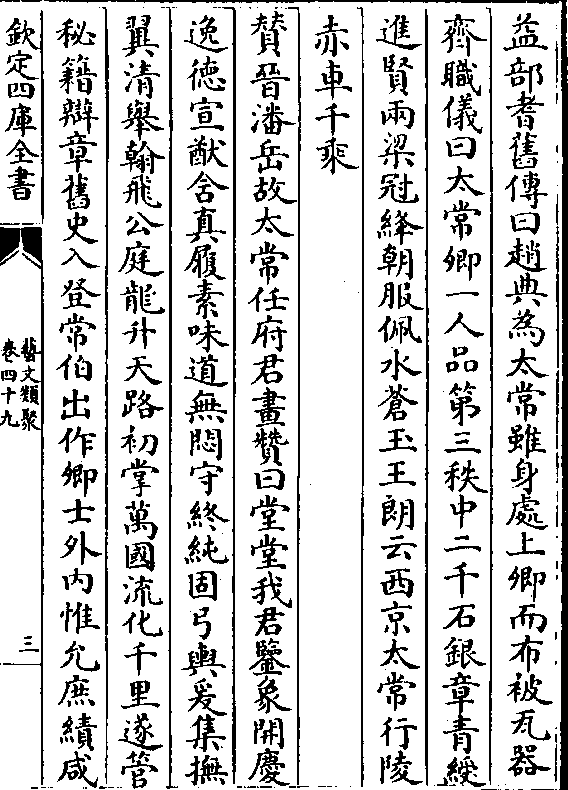 益部耆舊傳曰趙典為太常雖身處上卿而布被瓦器
齊職儀曰太常卿一人品第三秩中二千石銀章青綬
進賢兩梁冠絳朝服佩水蒼玉王朗云西京太常行陵
赤車千乘
賛晉潘岳故太常任府君畫贊曰堂堂我君鑒象開慶
逸德宣猷含真履素味道無悶守終純固弓輿爰集撫
翼清舉翰飛公庭龍升天路初掌萬國流化千里遂管
秘籍辯章舊史入登常伯出作卿士外内惟允庶績咸
欽定四庫全書
藝文類聚
卷四十九
三